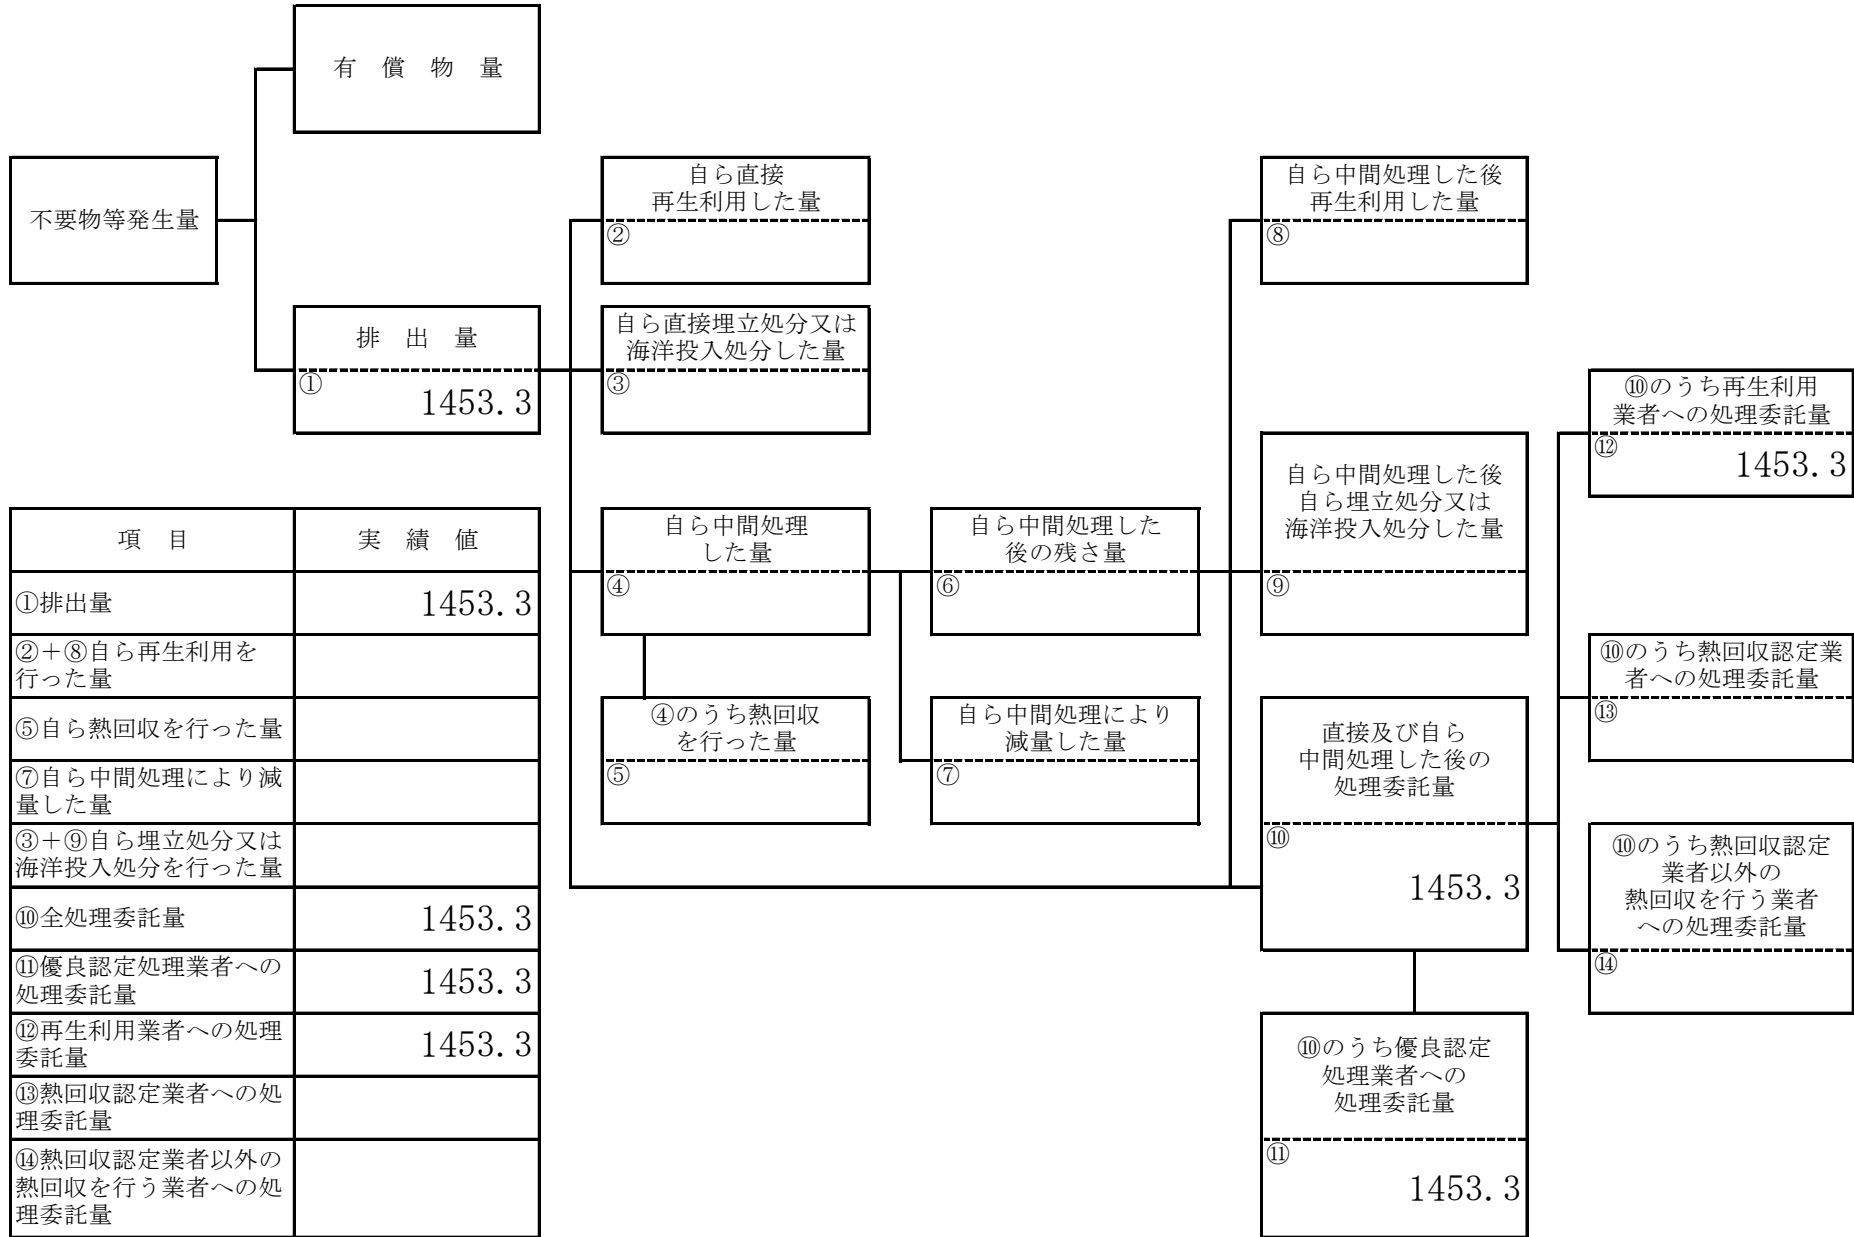 有　償　物　量
不要物等発生量
排　出　量
①
1453.3
自ら直接
再生利用した量
②
自ら直接埋立処分又は
海洋投入処分した量
③
自ら中間処理
した量
④
④のうち熱回収
を行った量
⑤
自ら中間処理した
後の残さ量
⑥
自ら中間処理により
減量した量
⑦
自ら中間処理した後
再生利用した量
⑧
自ら中間処理した後
自ら埋立処分又は
海洋投入処分した量
⑨
直接及び自ら
中間処理した後の
処理委託量
⑩
1453.3
⑩のうち優良認定
処理業者への
処理委託量
⑪
1453.3
⑩のうち再生利用
業者への処理委託量
⑫
1453.3
⑩のうち熱回収認定業
者への処理委託量
⑬
⑩のうち熱回収認定
業者以外の
熱回収を行う業者
への処理委託量
⑭
項　目　実　績　値
①排出量　1453.3
②＋⑧自ら再生利用を
行った量
⑤自ら熱回収を行った量
⑦自ら中間処理により減
量した量
③＋⑨自ら埋立処分又は
海洋投入処分を行った量
⑩全処理委託量　1453.3
⑪優良認定処理業者への
処理委託量　1453.3
⑫再生利用業者への処理
委託量　1453.3
⑬熱回収認定業者への処
理委託量
⑭熱回収認定業者以外の
熱回収を行う業者への処
理委託量